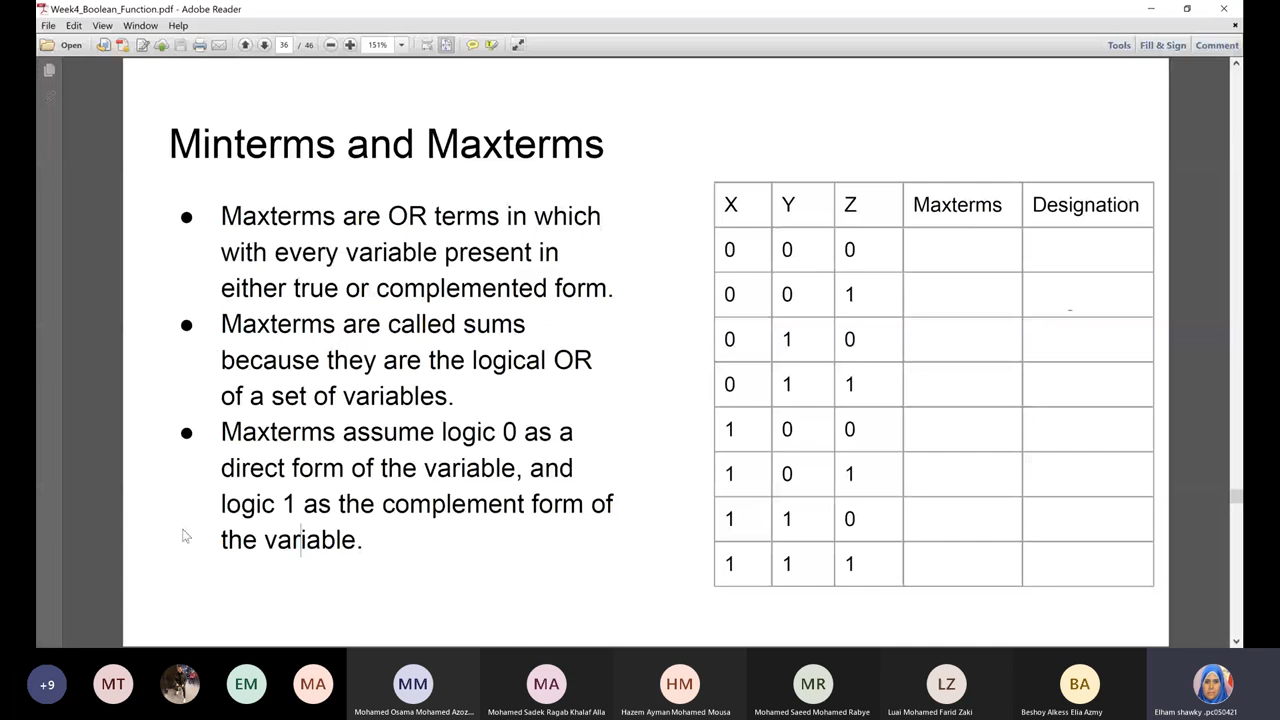 Week4_Boolean_Function.pdf - Adobe Reader
File Edit View Window Help
Open 36 / 46 151% Tools Fill & Sign Comment
Minterms and Maxterms
● Maxterms are OR terms in which
with every variable present in
either true or complemented form.
● Maxterms are called sums
because they are the logical OR
of a set of variables.
● Maxterms assume logic 0 as a
direct form of the variable, and
logic 1 as the complement form of
the variable.
X Y Z Maxterms Designation
0 0 0
0 0 1
0 1 0
0 1 1
1 0 0
1 0 1
1 1 0
1 1 1
+9 MT EM MA MM MA HM MR LZ BA
Mohamed Osama Mohamed Azoz... Mohamed Sadek Ragab Khalaf Alla Hazem Ayman Mohamed Mousa Mohamed Saeed Mohamed Rabye Luai Mohamed Farid Zaki Beshoy Alkess Elia Azmy Elham shawky .pc050421